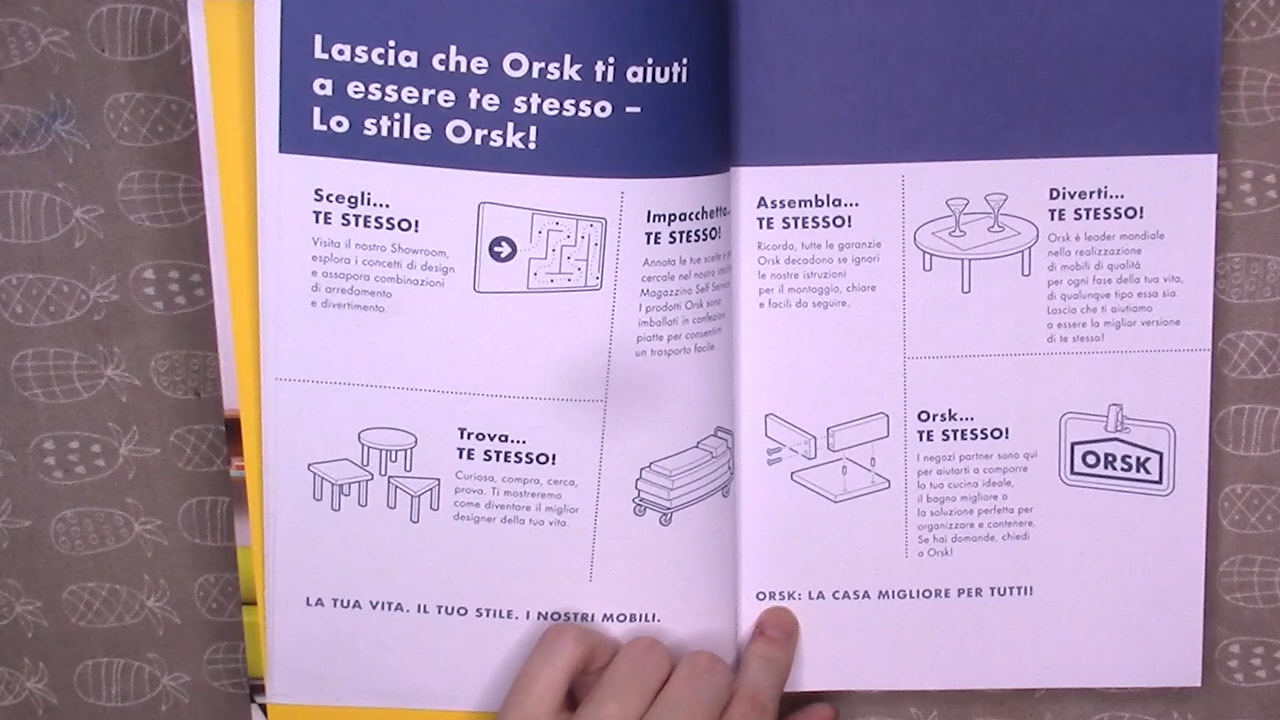 Lascia che Orsk ti aiuti
a essere te stesso –
Lo stile Orsk!
Scegli...
TE STESSO!
Visita il nostro Showroom,
esplora i concetti di design
e assapora combinazioni
di arredamento
e divertimento.
Trova...
TE STESSO!
Curiosa, compra, cerca,
prova. Ti mostreremo
come diventare il miglior
designer della tua vita.
Impacchetta...
TE STESSO!
Annota le tue scelte e
cercale nel nostro
Magazzino Self
I prodotti Orsk sono
imballati in confezioni
piatte per consentirti
un trasporto facile.
LA TUA VITA. IL TUO STILE. I NOSTRI MOBILI.
Assembla...
TE STESSO!
Ricorda, tutte le garanzie
Orsk decadono se ignori
le nostre istruzioni
per il montaggio, chiare
e facili da seguire.
Diverti...
TE STESSO!
Orsk è leader mondiale
nella realizzazione
di mobili di qualità
per ogni fase della tua vita,
di qualunque tipo essa sia.
Lascia che ti aiutiamo
a essere la miglior versione
di te stesso!
Orsk...
TE STESSO!
I negozi partner sono qui
per aiutarti a comporre
la tua cucina ideale,
il bagno migliore o
la soluzione perfetta per
organizzare e contenere.
Se hai domande, chiedi
a Orsk!
ORSK
ORSK: LA CASA MIGLIORE PER TUTTI!